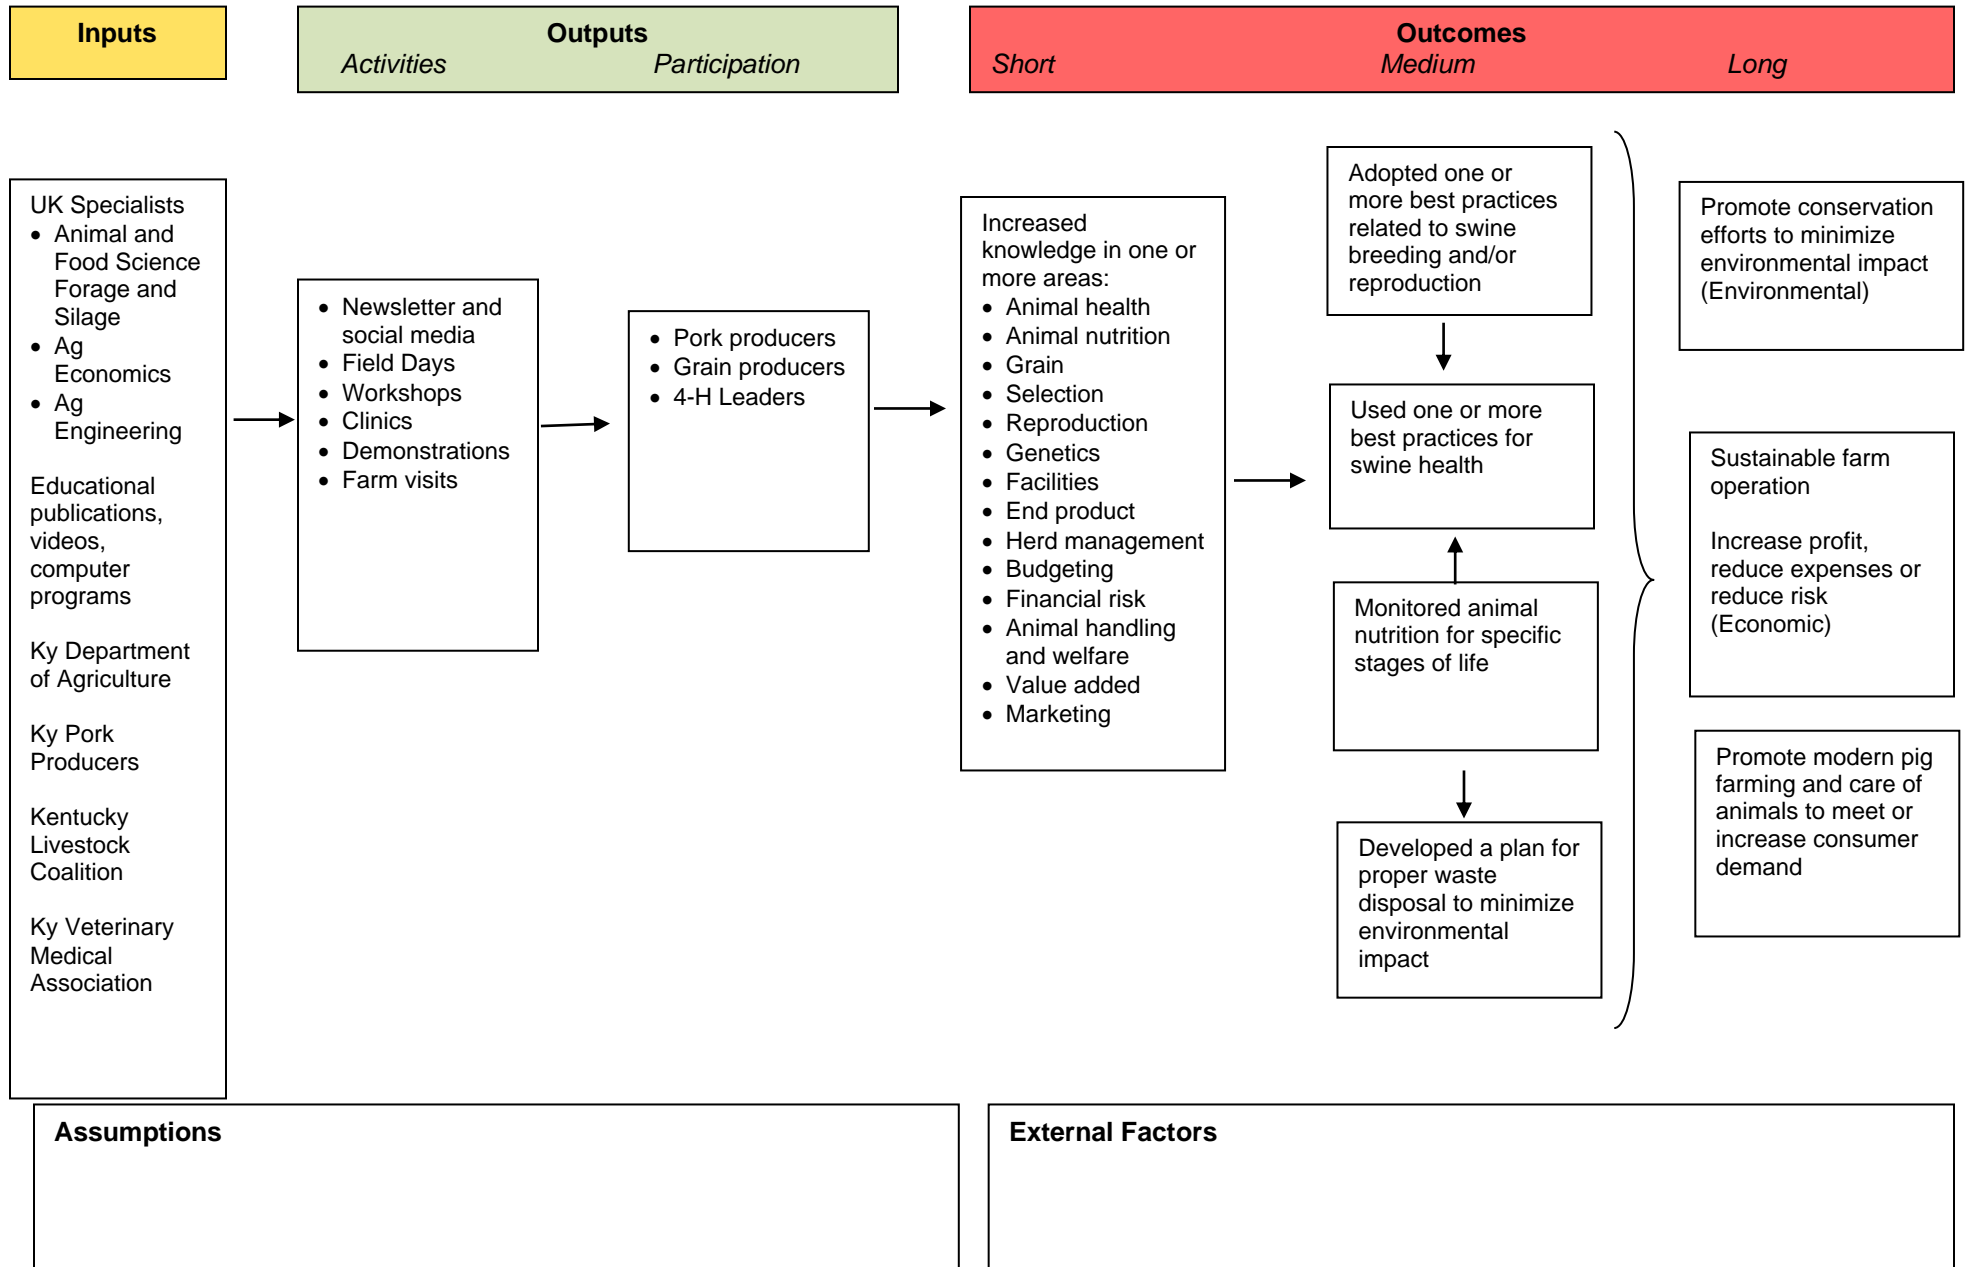 Inputs
Outputs
Activities Participation
Outcomes
Short Medium Long
UK Specialists
• Animal and
Food Science
Forage and
Silage
• Ag
Economics
• Ag
Engineering
Educational
publications,
videos,
computer
programs
Ky Department
of Agriculture
Ky Pork
Producers
Kentucky
Livestock
Coalition
Ky Veterinary
Medical
Association
• Newsletter and
social media
• Field Days
• Workshops
• Clinics
• Demonstrations
• Farm visits
• Pork producers
• Grain producers
• 4-H Leaders
Increased
knowledge in one or
more areas:
• Animal health
• Animal nutrition
• Grain
• Selection
• Reproduction
• Genetics
• Facilities
• End product
• Herd management
• Budgeting
• Financial risk
• Animal handling
and welfare
• Value added
• Marketing
Adopted one or
more best practices
related to swine
breeding and/or
reproduction
Used one or more
best practices for
swine health
Monitored animal
nutrition for specific
stages of life
Developed a plan for
proper waste
disposal to minimize
environmental
impact
Promote conservation
efforts to minimize
environmental impact
(Environmental)
Sustainable farm
operation
Increase profit,
reduce expenses or
reduce risk
(Economic)
Promote modern pig
farming and care of
animals to meet or
increase consumer
demand
Assumptions
External Factors